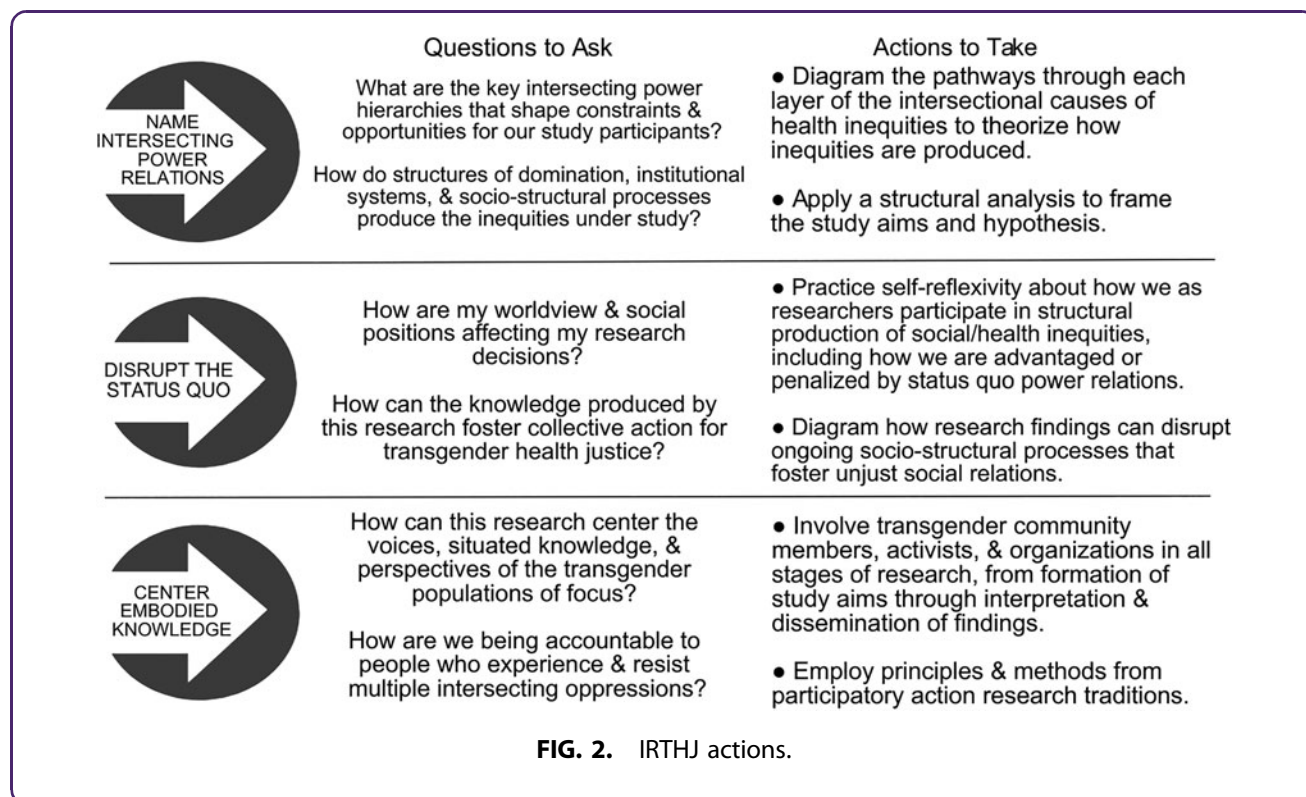 Questions to Ask
Actions to Take
NAME
INTERSECTING
POWER
RELATIONS
What are the key intersecting power
hierarchies that shape constraints &
opportunities for our study participants?
How do structures of domination, institutional
systems, & socio-structural processes
produce the inequities under study?
● Diagram the pathways through each
layer of the intersectional causes of
health inequities to theorize how
inequities are produced.
● Apply a structural analysis to frame
the study aims and hypothesis.
DISRUPT THE
STATUS QUO
How are my worldview & social
positions affecting my research
decisions?
How can the knowledge produced by
this research foster collective action for
transgender health justice?
● Practice self-reflexivity about how we as
researchers participate in structural
production of social/health inequities,
including how we are advantaged or
penalized by status quo power relations.
● Diagram how research findings can disrupt
ongoing socio-structural processes that
foster unjust social relations.
CENTER
EMBODIED
KNOWLEDGE
How can this research center the
voices, situated knowledge, &
perspectives of the transgender
populations of focus?
How are we being accountable to
people who experience & resist
multiple intersecting oppressions?
● Involve transgender community
members, activists, & organizations in all
stages of research, from formation of
study aims through interpretation &
dissemination of findings.
● Employ principles & methods from
participatory action research traditions.
FIG. 2. IRTHJ actions.